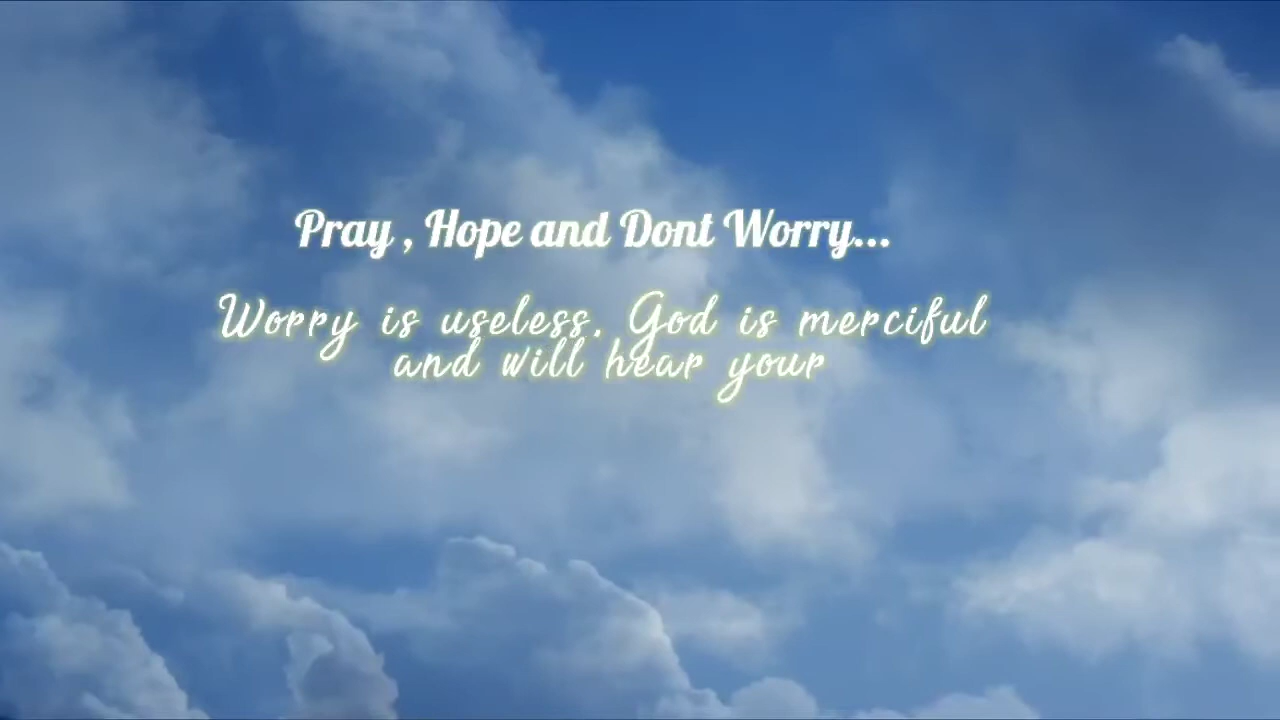 Pray , Hope and Dont Worry...
Worry is useless. God is merciful
and will hear your